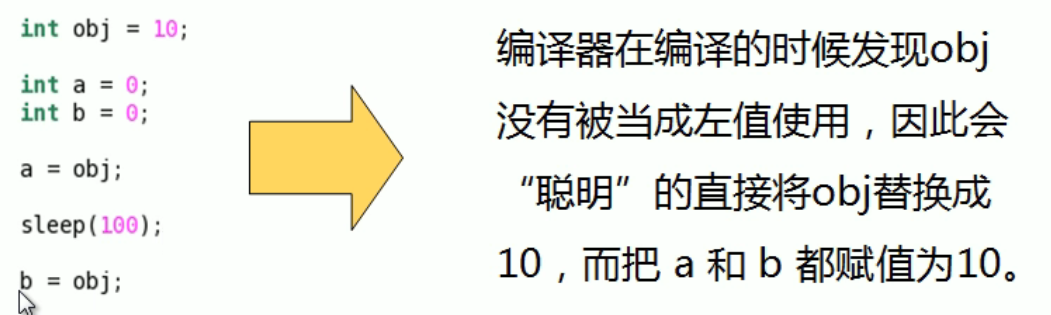 int obj = 10;
int a = 0;
int b = 0;
a = obj;
sleep(100);
b = obj;
编译器在编译的时候发现obj
没有被当成左值使用，因此会
“聪明”的直接将obj替换成
10，而把 a 和 b 都赋值为10。